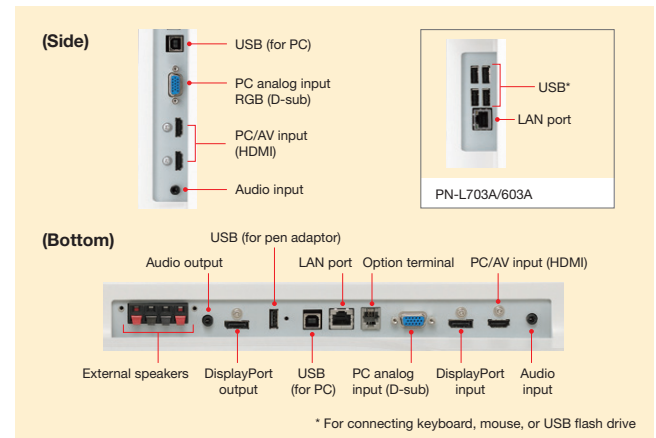 (Side)
USB (for PC)
PC analog input
RGB (D-sub)
PC/AV input
(HDMI)
Audio input
USB*
LAN port
PN-L703A/603A
(Bottom)
USB (for pen adaptor)
Audio output
LAN port
Option terminal
PC/AV input (HDMI)
External speakers
DisplayPort
output
USB
(for PC)
PC analog
input (D-sub)
DisplayPort
input
Audio
input
* For connecting keyboard, mouse, or USB flash drive